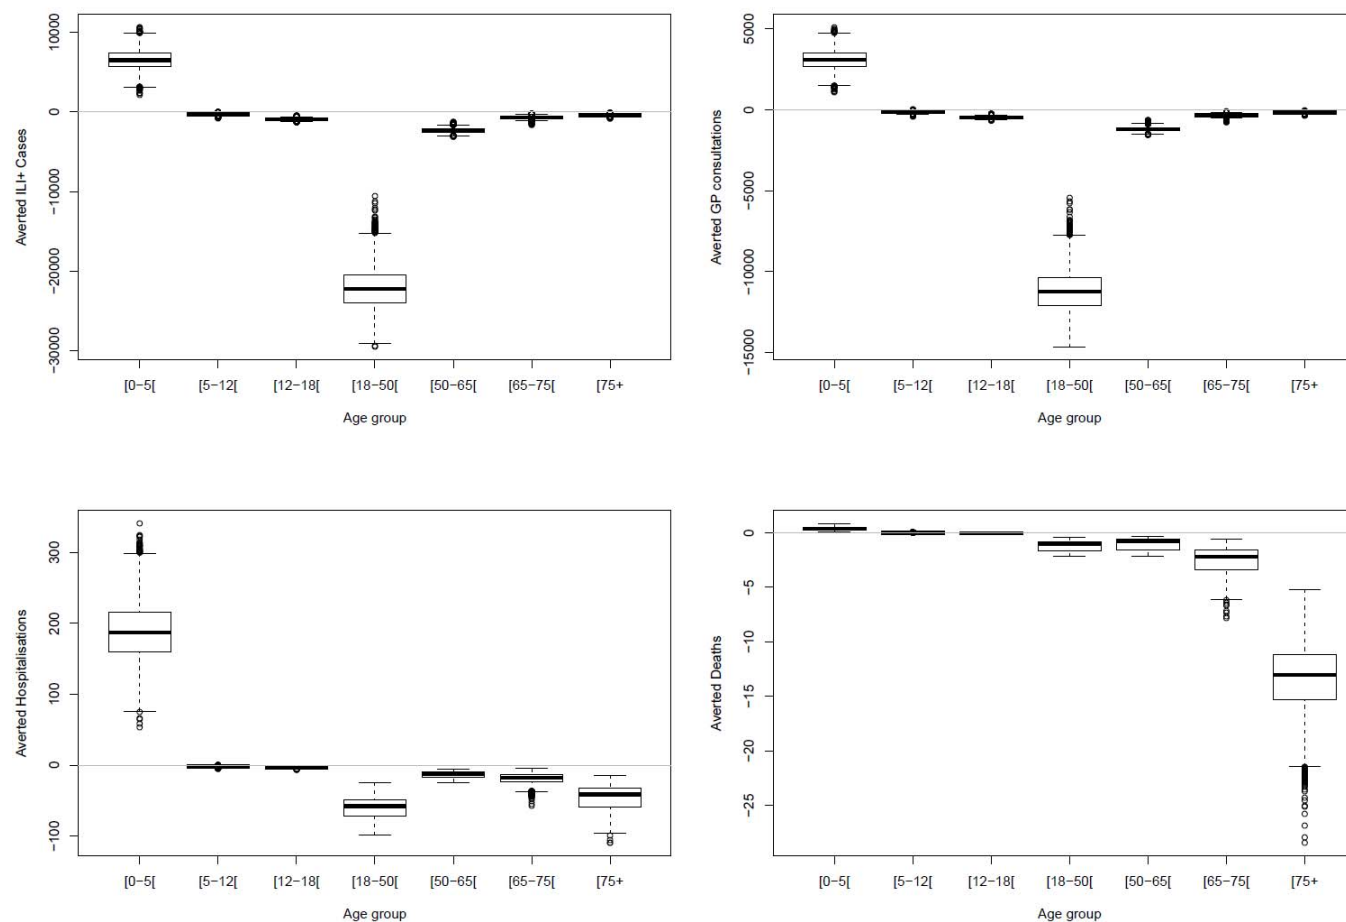 Averted ILI+ Cases
10000
0
−10000
−20000
−30000
[0−5[ [5−12[ [12−18[ [18−50[ [50−65[ [65−75[ [75+
Age group
Averted GP consultations
5000
0
−5000
−10000
−15000
[0−5[ [5−12[ [12−18[ [18−50[ [50−65[ [65−75[ [75+
Age group
Averted Hospitalisations
300
200
100
0
−100
[0−5[ [5−12[ [12−18[ [18−50[ [50−65[ [65−75[ [75+
Age group
Averted Deaths
0
−5
−10
−15
−20
−25
[0−5[ [5−12[ [12−18[ [18−50[ [50−65[ [65−75[ [75+
Age group